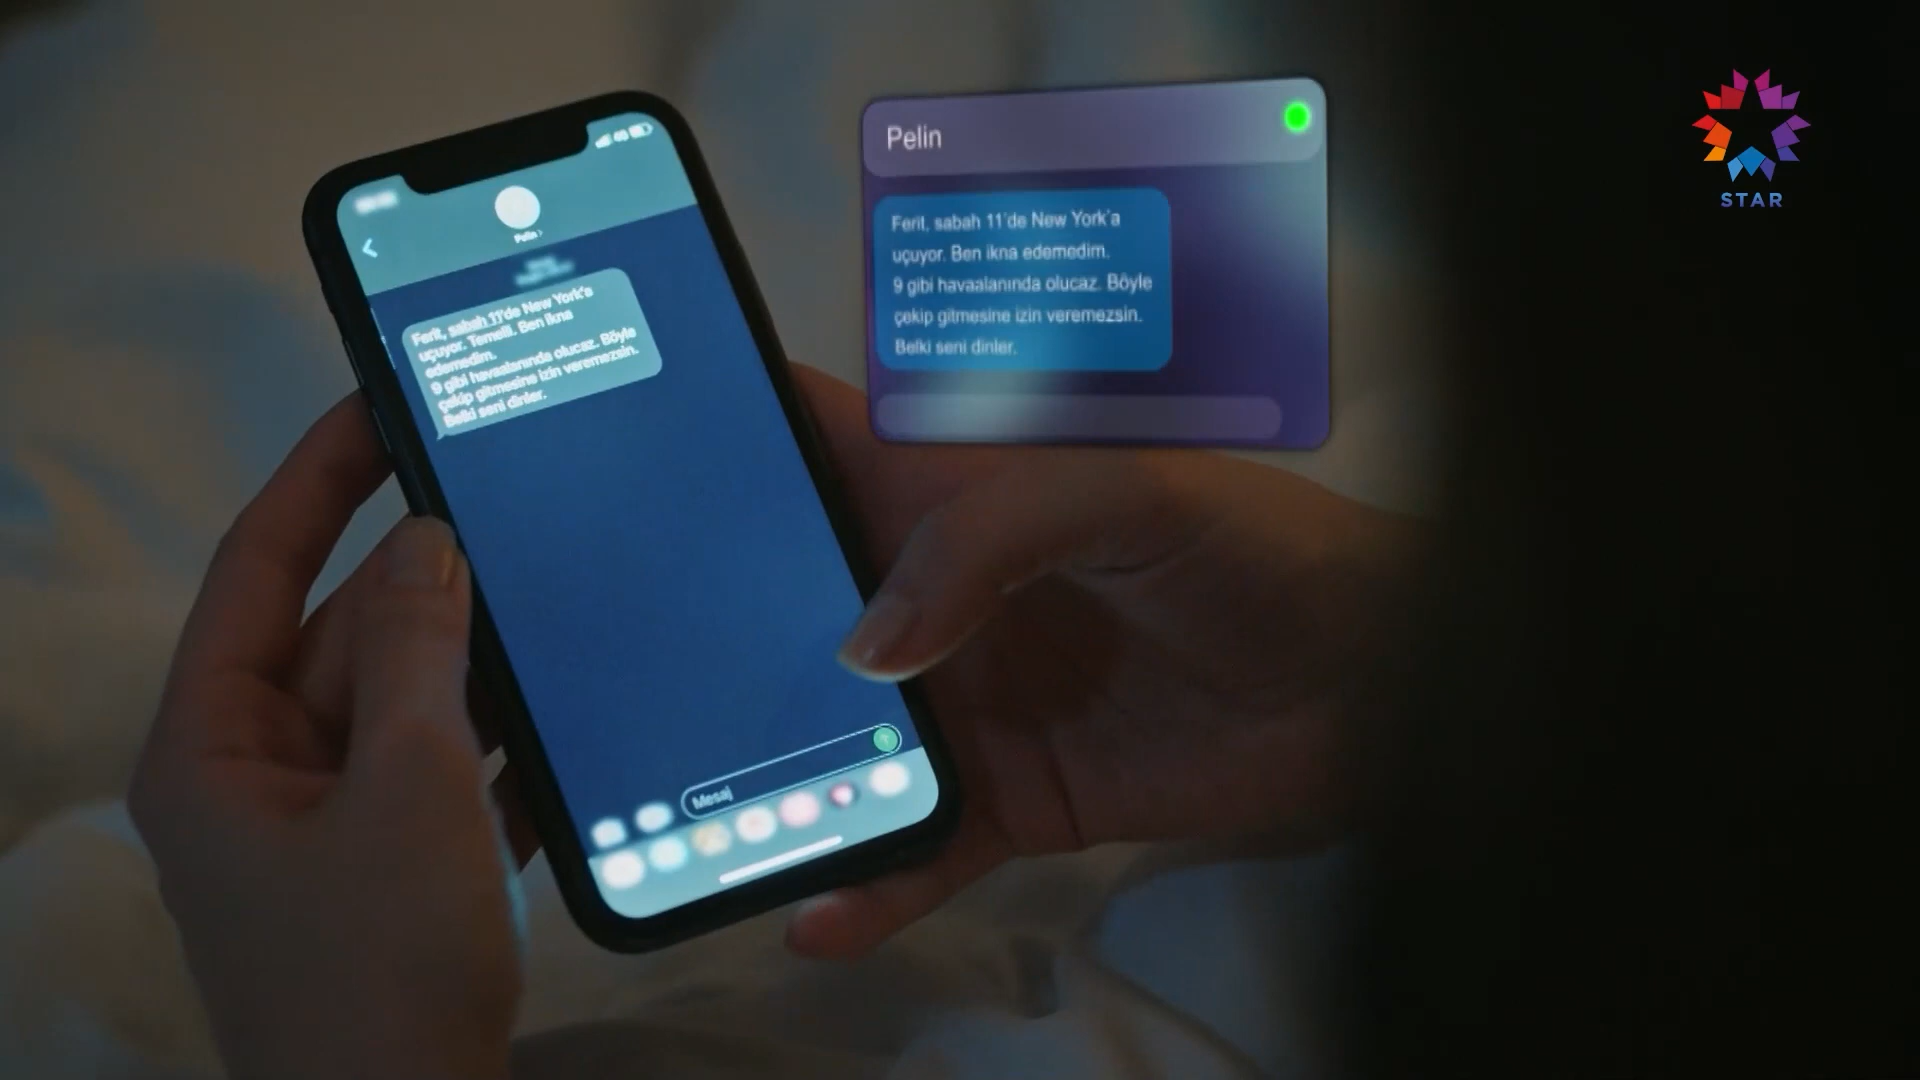 Pelin
Ferit, sabah 11'de New York'a
uçuyor. Temelli. Ben ikna
edemedim.
9 gibi havaalanında olucaz. Böyle
çekip gitmesine izin veremezsin.
Belki seni dinler.
Mesaj
Pelin
Ferit, sabah 11'de New York'a
uçuyor. Ben ikna edemedim.
9 gibi havaalanında olucaz. Böyle
çekip gitmesine izin veremezsin.
Belki seni dinler.
STAR